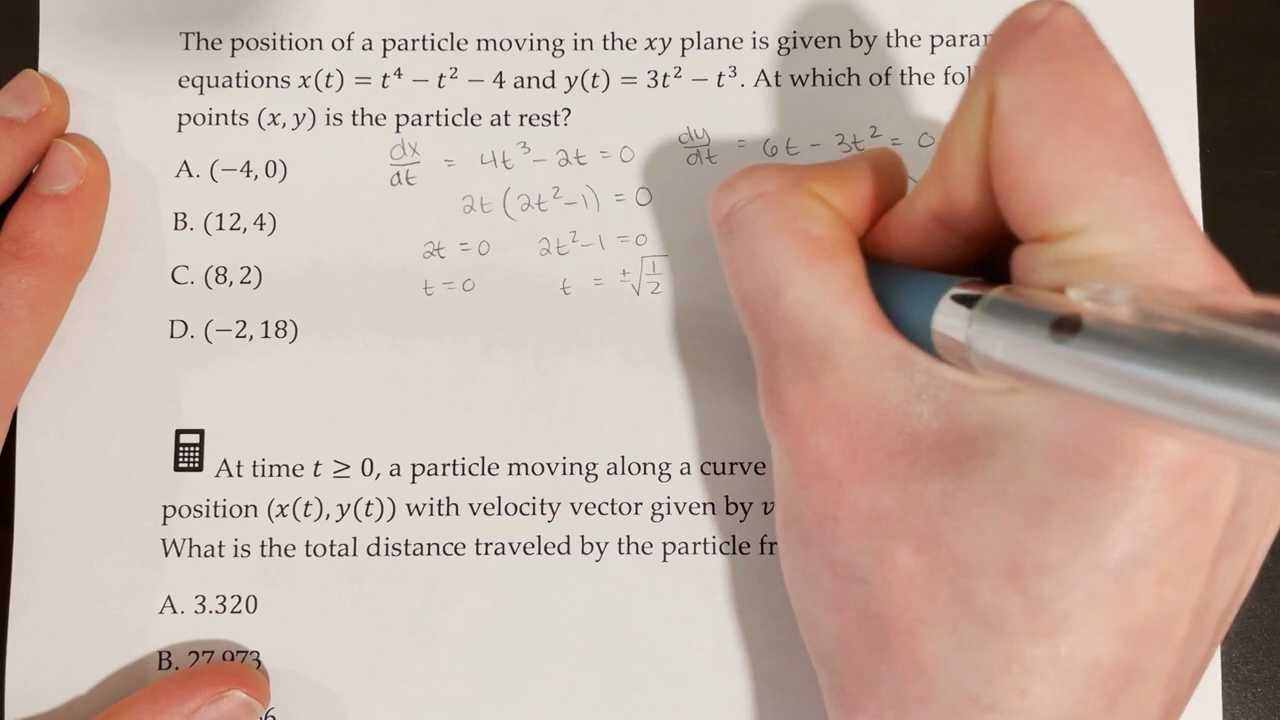 The position of a particle moving in the xy plane is given by the
equations x(t) = t⁴ − t² − 4 and y(t) = 3t² − t³. At which of the
points (x, y) is the particle at rest?
dx/dt = 4t³ − 2t = 0
dy/dt = 6t − 3t² = 0
A. (−4, 0)
2t(2t²−1) = 0
B. (12, 4)
2t = 0 2t²−1 = 0
C. (8, 2)
t = 0 t = ±√(1/2)
D. (−2, 18)
At time t ≥ 0, a particle moving along a curve
position (x(t), y(t)) with velocity vector given by v
What is the total distance traveled by the particle
A. 3.320
B. 27.973